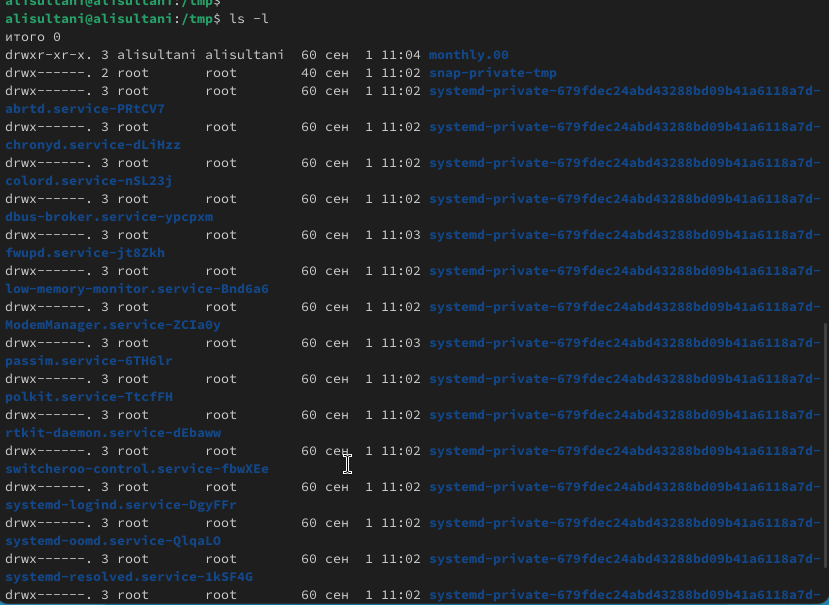 alisultani@alisultani:/tmp$
alisultani@alisultani:/tmp$ ls -l
итого 0
drwxr-xr-x. 3 alisultani alisultani  60 сен  1 11:04 monthly.00
drwx------. 2 root       root        40 сен  1 11:02 snap-private-tmp
drwx------. 3 root       root        60 сен  1 11:02 systemd-private-679fdec24abd43288bd09b41a6118a7d-
abrtd.service-PRtCV7
drwx------. 3 root       root        60 сен  1 11:02 systemd-private-679fdec24abd43288bd09b41a6118a7d-
chronyd.service-dLiHzz
drwx------. 3 root       root        60 сен  1 11:02 systemd-private-679fdec24abd43288bd09b41a6118a7d-
colord.service-nSL23j
drwx------. 3 root       root        60 сен  1 11:02 systemd-private-679fdec24abd43288bd09b41a6118a7d-
dbus-broker.service-ypcpxm
drwx------. 3 root       root        60 сен  1 11:03 systemd-private-679fdec24abd43288bd09b41a6118a7d-
fwupd.service-jt8Zkh
drwx------. 3 root       root        60 сен  1 11:02 systemd-private-679fdec24abd43288bd09b41a6118a7d-
low-memory-monitor.service-Bnd6a6
drwx------. 3 root       root        60 сен  1 11:02 systemd-private-679fdec24abd43288bd09b41a6118a7d-
ModemManager.service-ZCIa0y
drwx------. 3 root       root        60 сен  1 11:03 systemd-private-679fdec24abd43288bd09b41a6118a7d-
passim.service-6TH6lr
drwx------. 3 root       root        60 сен  1 11:02 systemd-private-679fdec24abd43288bd09b41a6118a7d-
polkit.service-TtcfFH
drwx------. 3 root       root        60 сен  1 11:02 systemd-private-679fdec24abd43288bd09b41a6118a7d-
rtkit-daemon.service-dEbaww
drwx------. 3 root       root        60 сен  1 11:02 systemd-private-679fdec24abd43288bd09b41a6118a7d-
switcheroo-control.service-fbwXEe
drwx------. 3 root       root        60 сен  1 11:02 systemd-private-679fdec24abd43288bd09b41a6118a7d-
systemd-logind.service-DgyFFr
drwx------. 3 root       root        60 сен  1 11:02 systemd-private-679fdec24abd43288bd09b41a6118a7d-
systemd-oomd.service-QlqaLO
drwx------. 3 root       root        60 сен  1 11:02 systemd-private-679fdec24abd43288bd09b41a6118a7d-
systemd-resolved.service-1kSF4G
drwx------. 3 root       root        60 сен  1 11:02 systemd-private-679fdec24abd43288bd09b41a6118a7d-